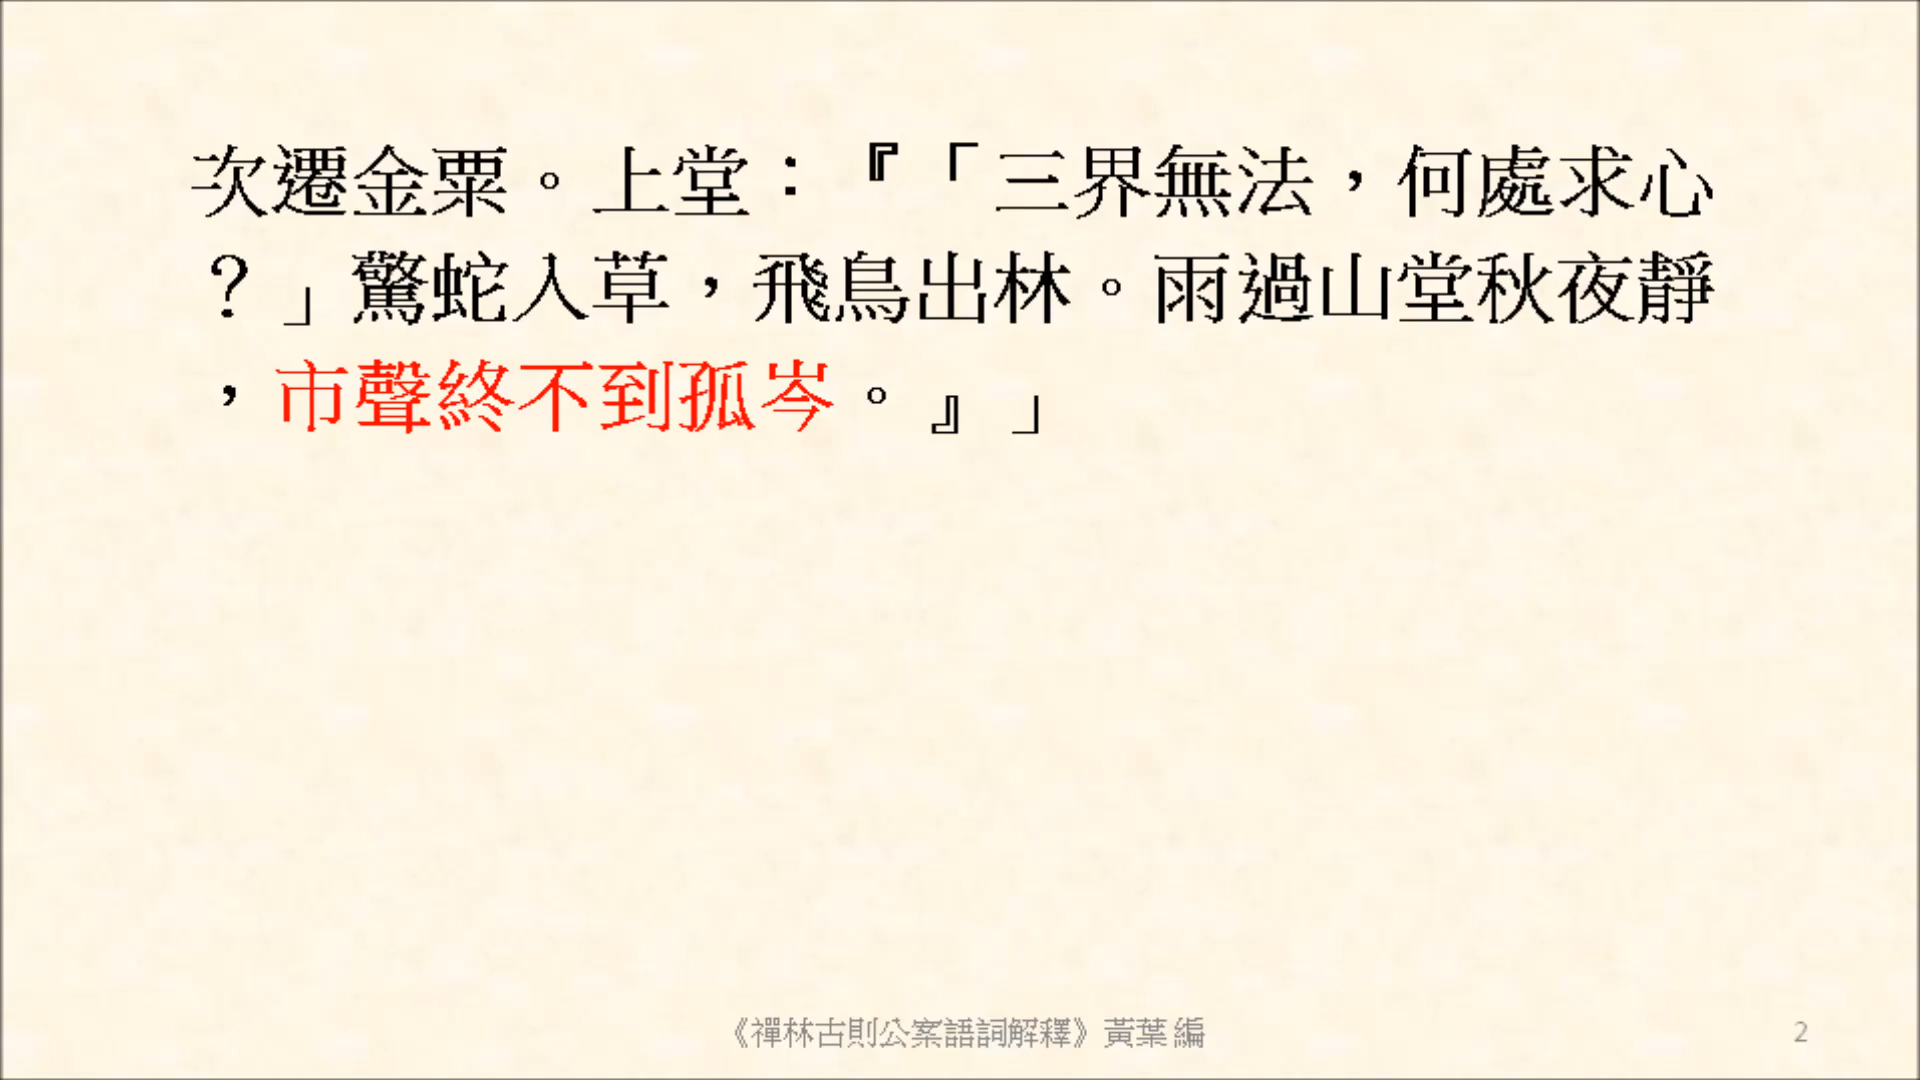 次遷金粟。上堂：『「三界無法，何處求心
？」驚蛇入草，飛鳥出林。雨過山堂秋夜靜
，市聲終不到孤岑。』」
《禪林古則公案語詞解釋》黃葉 編
2